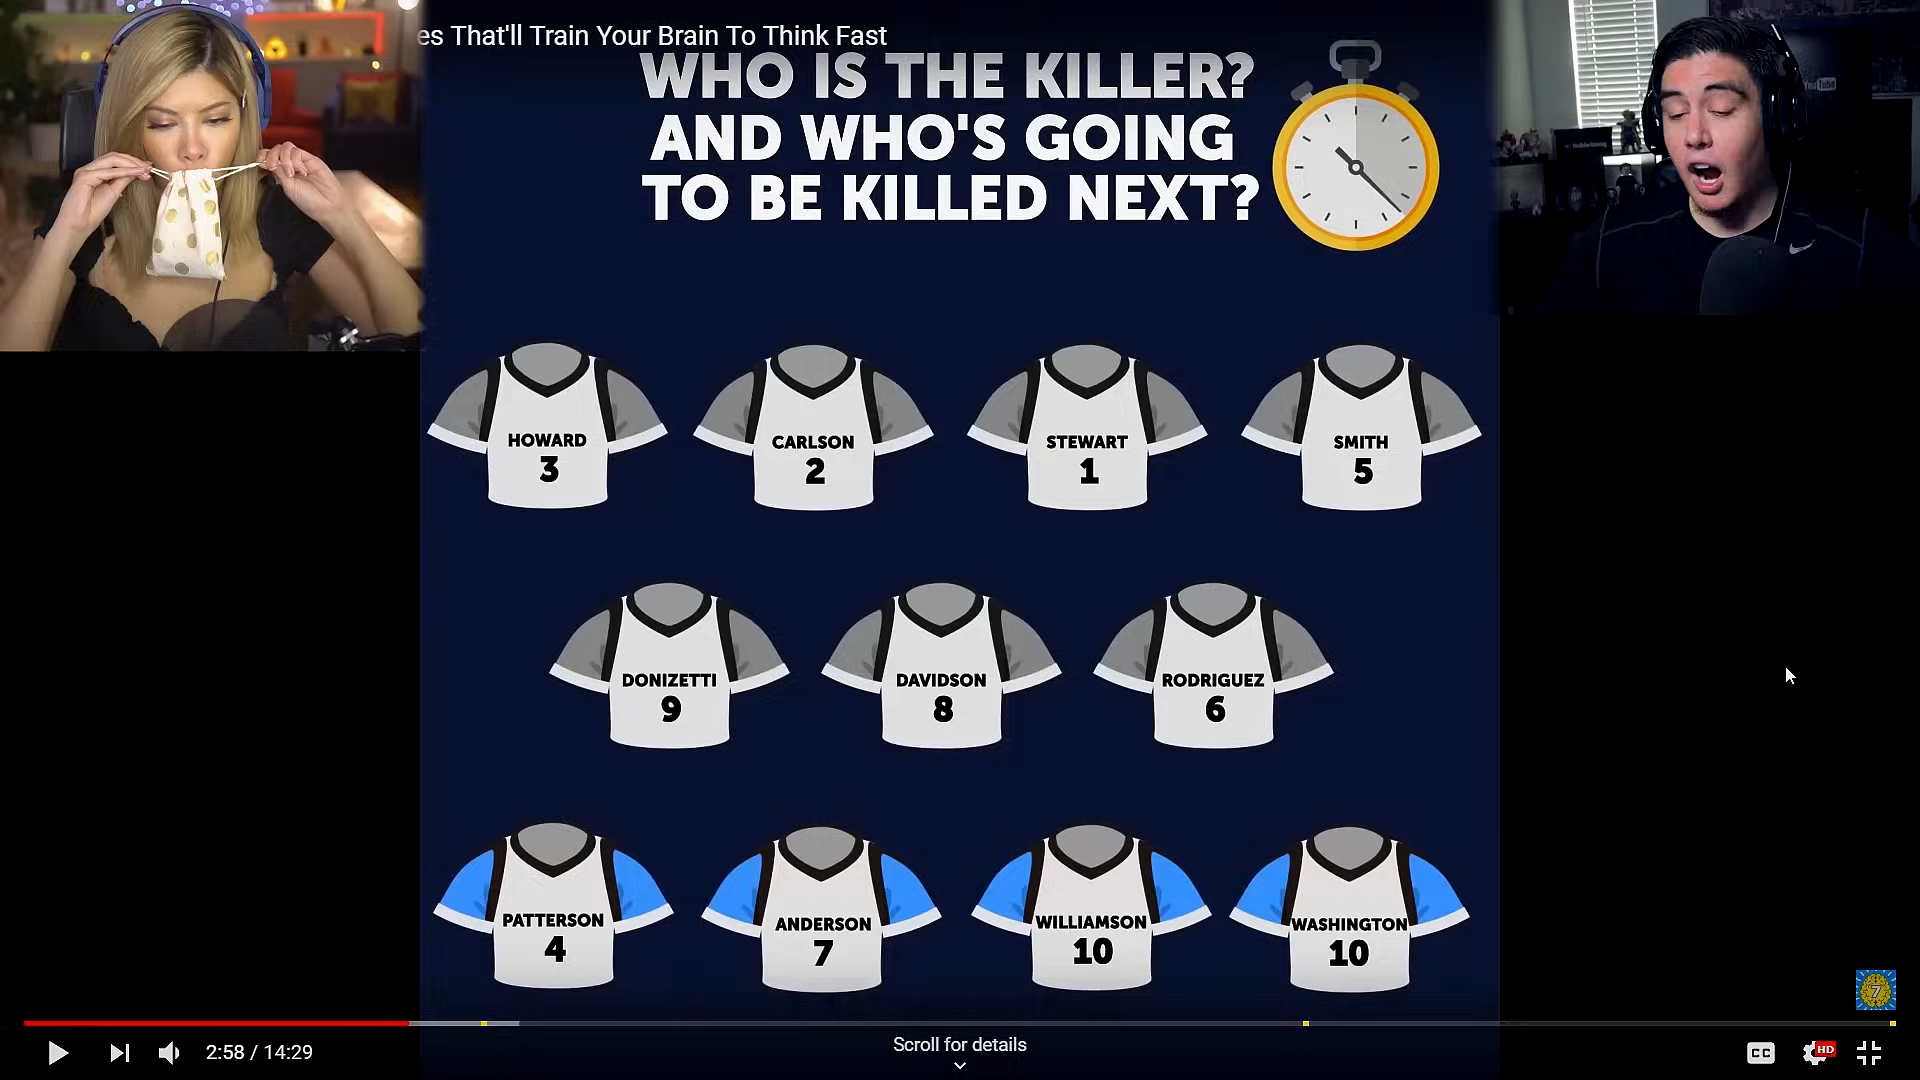 es That'll Train Your Brain To Think Fast
WHO IS THE KILLER?
AND WHO'S GOING
TO BE KILLED NEXT?
HOWARD
3
CARLSON
2
STEWART
1
SMITH
5
DONIZETTI
9
DAVIDSON
8
RODRIGUEZ
6
PATTERSON
4
ANDERSON
7
WILLIAMSON
10
WASHINGTON
10
7
2:58 / 14:29
Scroll for details
CC
HD